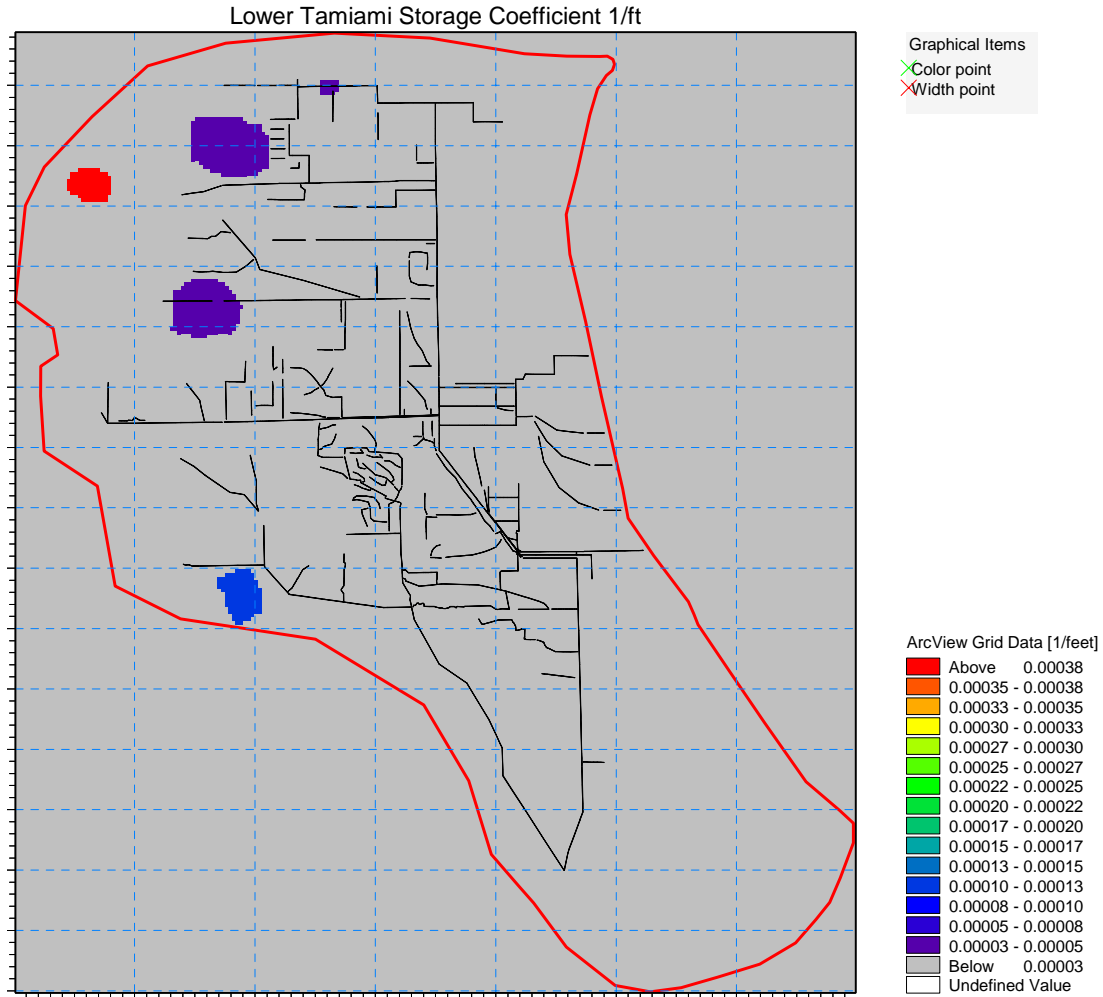 Lower Tamiami Storage Coefficient 1/ft
Graphical Items
Color point
Width point
ArcView Grid Data [1/feet]
Above 0.00038
0.00035 - 0.00038
0.00033 - 0.00035
0.00030 - 0.00033
0.00027 - 0.00030
0.00025 - 0.00027
0.00022 - 0.00025
0.00020 - 0.00022
0.00017 - 0.00020
0.00015 - 0.00017
0.00013 - 0.00015
0.00010 - 0.00013
0.00008 - 0.00010
0.00005 - 0.00008
0.00003 - 0.00005
Below 0.00003
Undefined Value